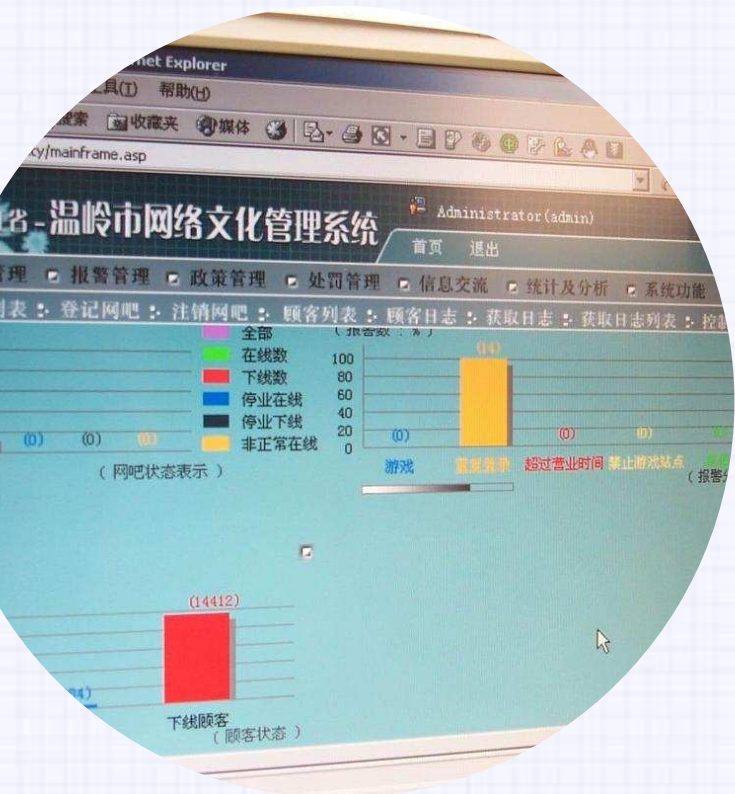 net Explorer
具(T) 帮助(H)
搜索 收藏夹 媒体
cy/mainframe.asp
省-温岭市网络文化管理系统
Administrator(admin)
首页 退出
管理 报警管理 政策管理 处罚管理 信息交流 统计及分析 系统功能
列表 登记网吧 注销网吧 顾客列表 顾客日志 获取日志 获取日志列表 控制
全部
在线数
下线数
停业在线
停业下线
非正常在线
(0) (0) (0)
( 网吧状态表示 )
( 报警数 : % )
100
80
60
40
20
0
(0) (14) (0) (0)
游戏 超过营业时间 禁止游戏站点
( 报警
(14412)
下线顾客
( 顾客状态 )